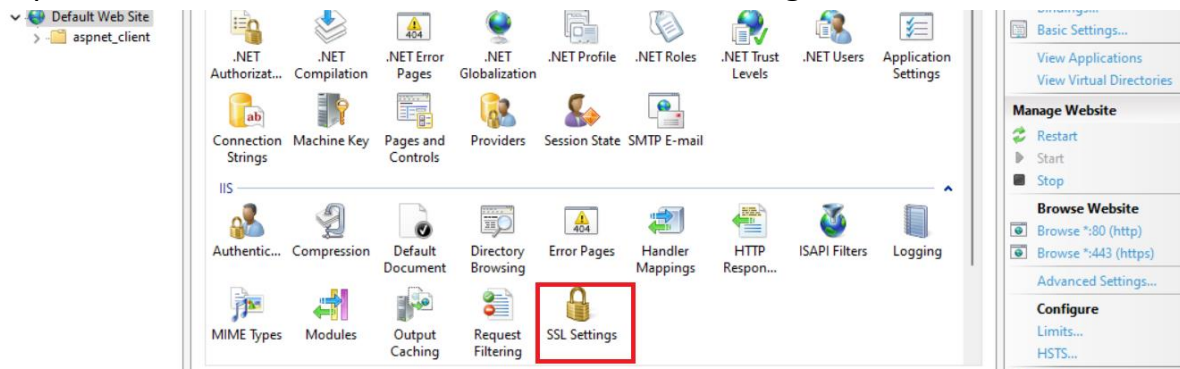 Default Web Site
aspnet_client
.NET Authorizat...
.NET Compilation
.NET Error Pages
.NET Globalization
.NET Profile
.NET Roles
.NET Trust Levels
.NET Users
Application Settings
Connection Strings
Machine Key
Pages and Controls
Providers
Session State
SMTP E-mail
IIS
Authentic...
Compression
Default Document
Directory Browsing
Error Pages
Handler Mappings
HTTP Respon...
ISAPI Filters
Logging
MIME Types
Modules
Output Caching
Request Filtering
SSL Settings
Basic Settings...
View Applications
View Virtual Directories
Manage Website
Restart
Start
Stop
Browse Website
Browse *:80 (http)
Browse *:443 (https)
Advanced Settings...
Configure
Limits...
HSTS...